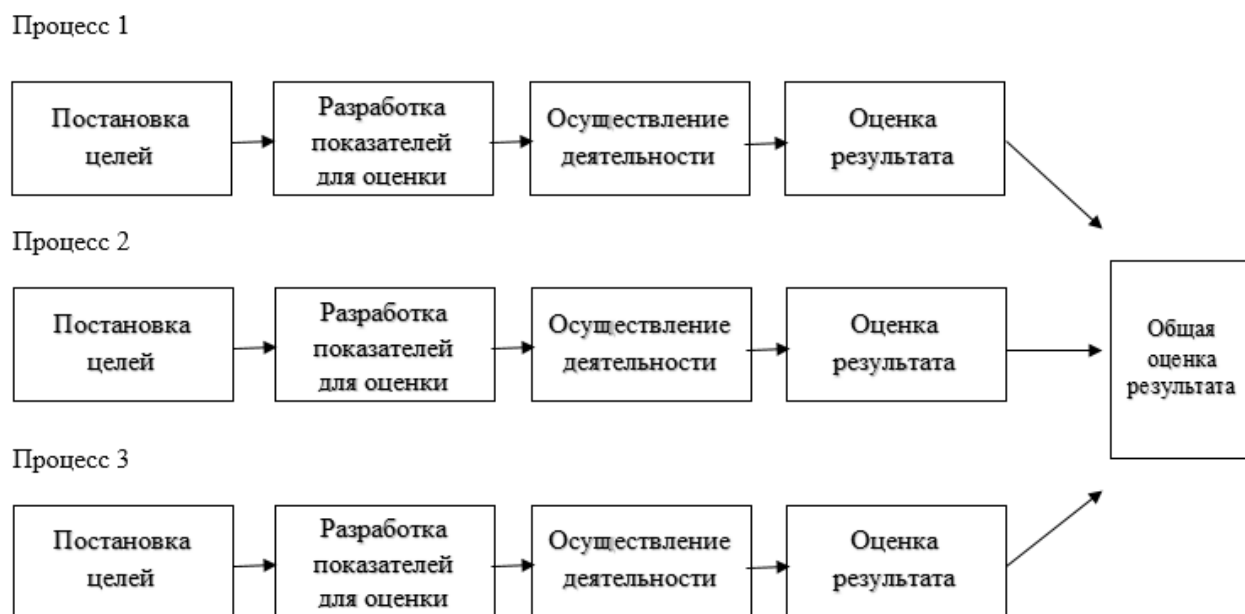 Процесс 1
Постановка
целей
Разработка
показателей
для оценки
Осуществление
деятельности
Оценка
результата
Процесс 2
Постановка
целей
Разработка
показателей
для оценки
Осуществление
деятельности
Оценка
результата
Общая
оценка
результата
Процесс 3
Постановка
целей
Разработка
показателей
для оценки
Осуществление
деятельности
Оценка
результата